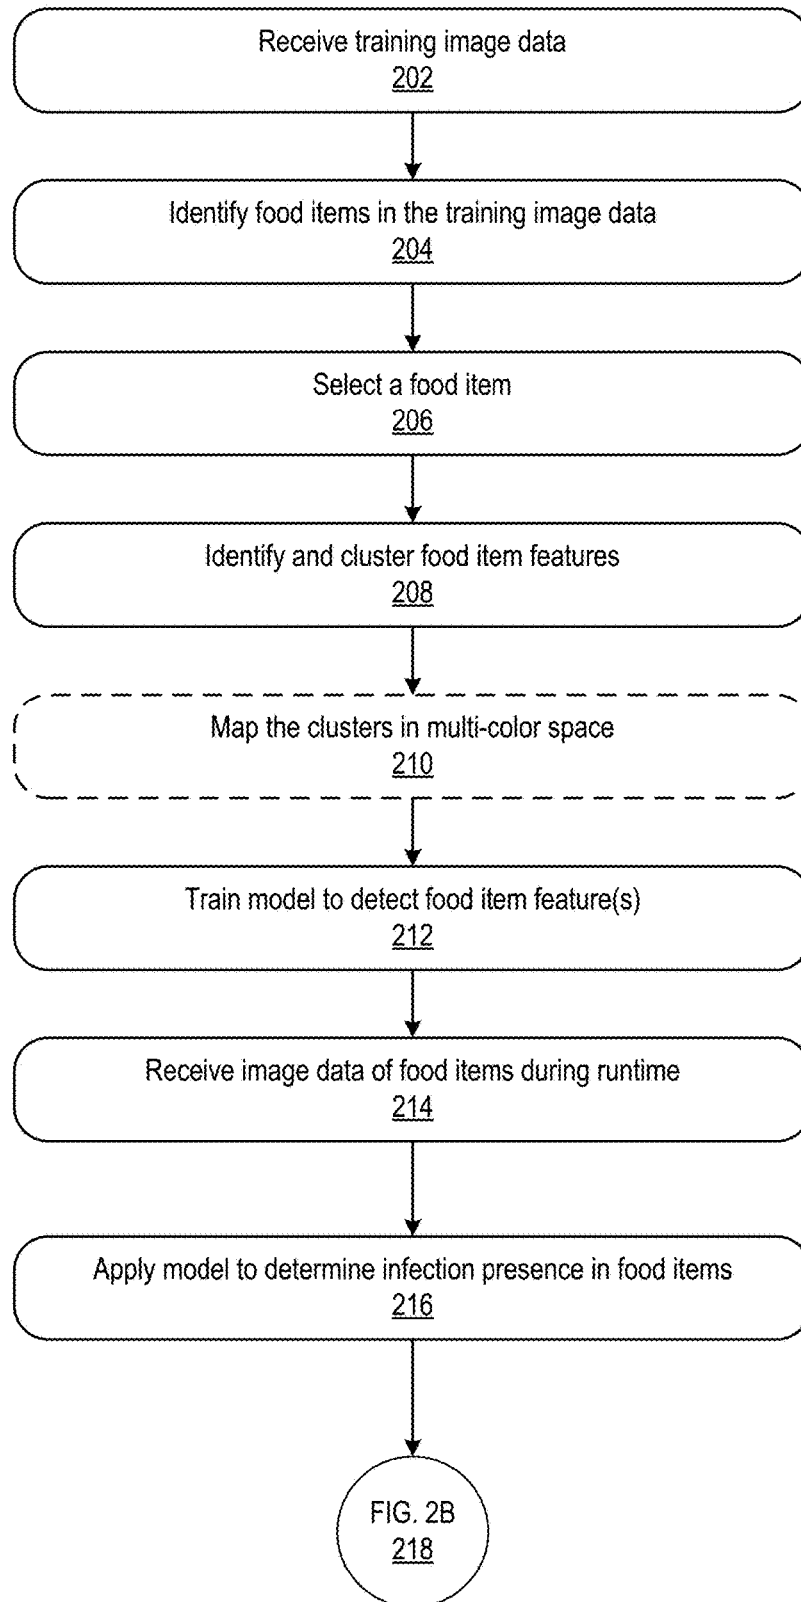 Receive training image data
202
Identify food items in the training image data
204
Select a food item
206
Identify and cluster food item features
208
Map the clusters in multi-color space
210
Train model to detect food item feature(s)
212
Receive image data of food items during runtime
214
Apply model to determine infection presence in food items
216
FIG. 2B
218